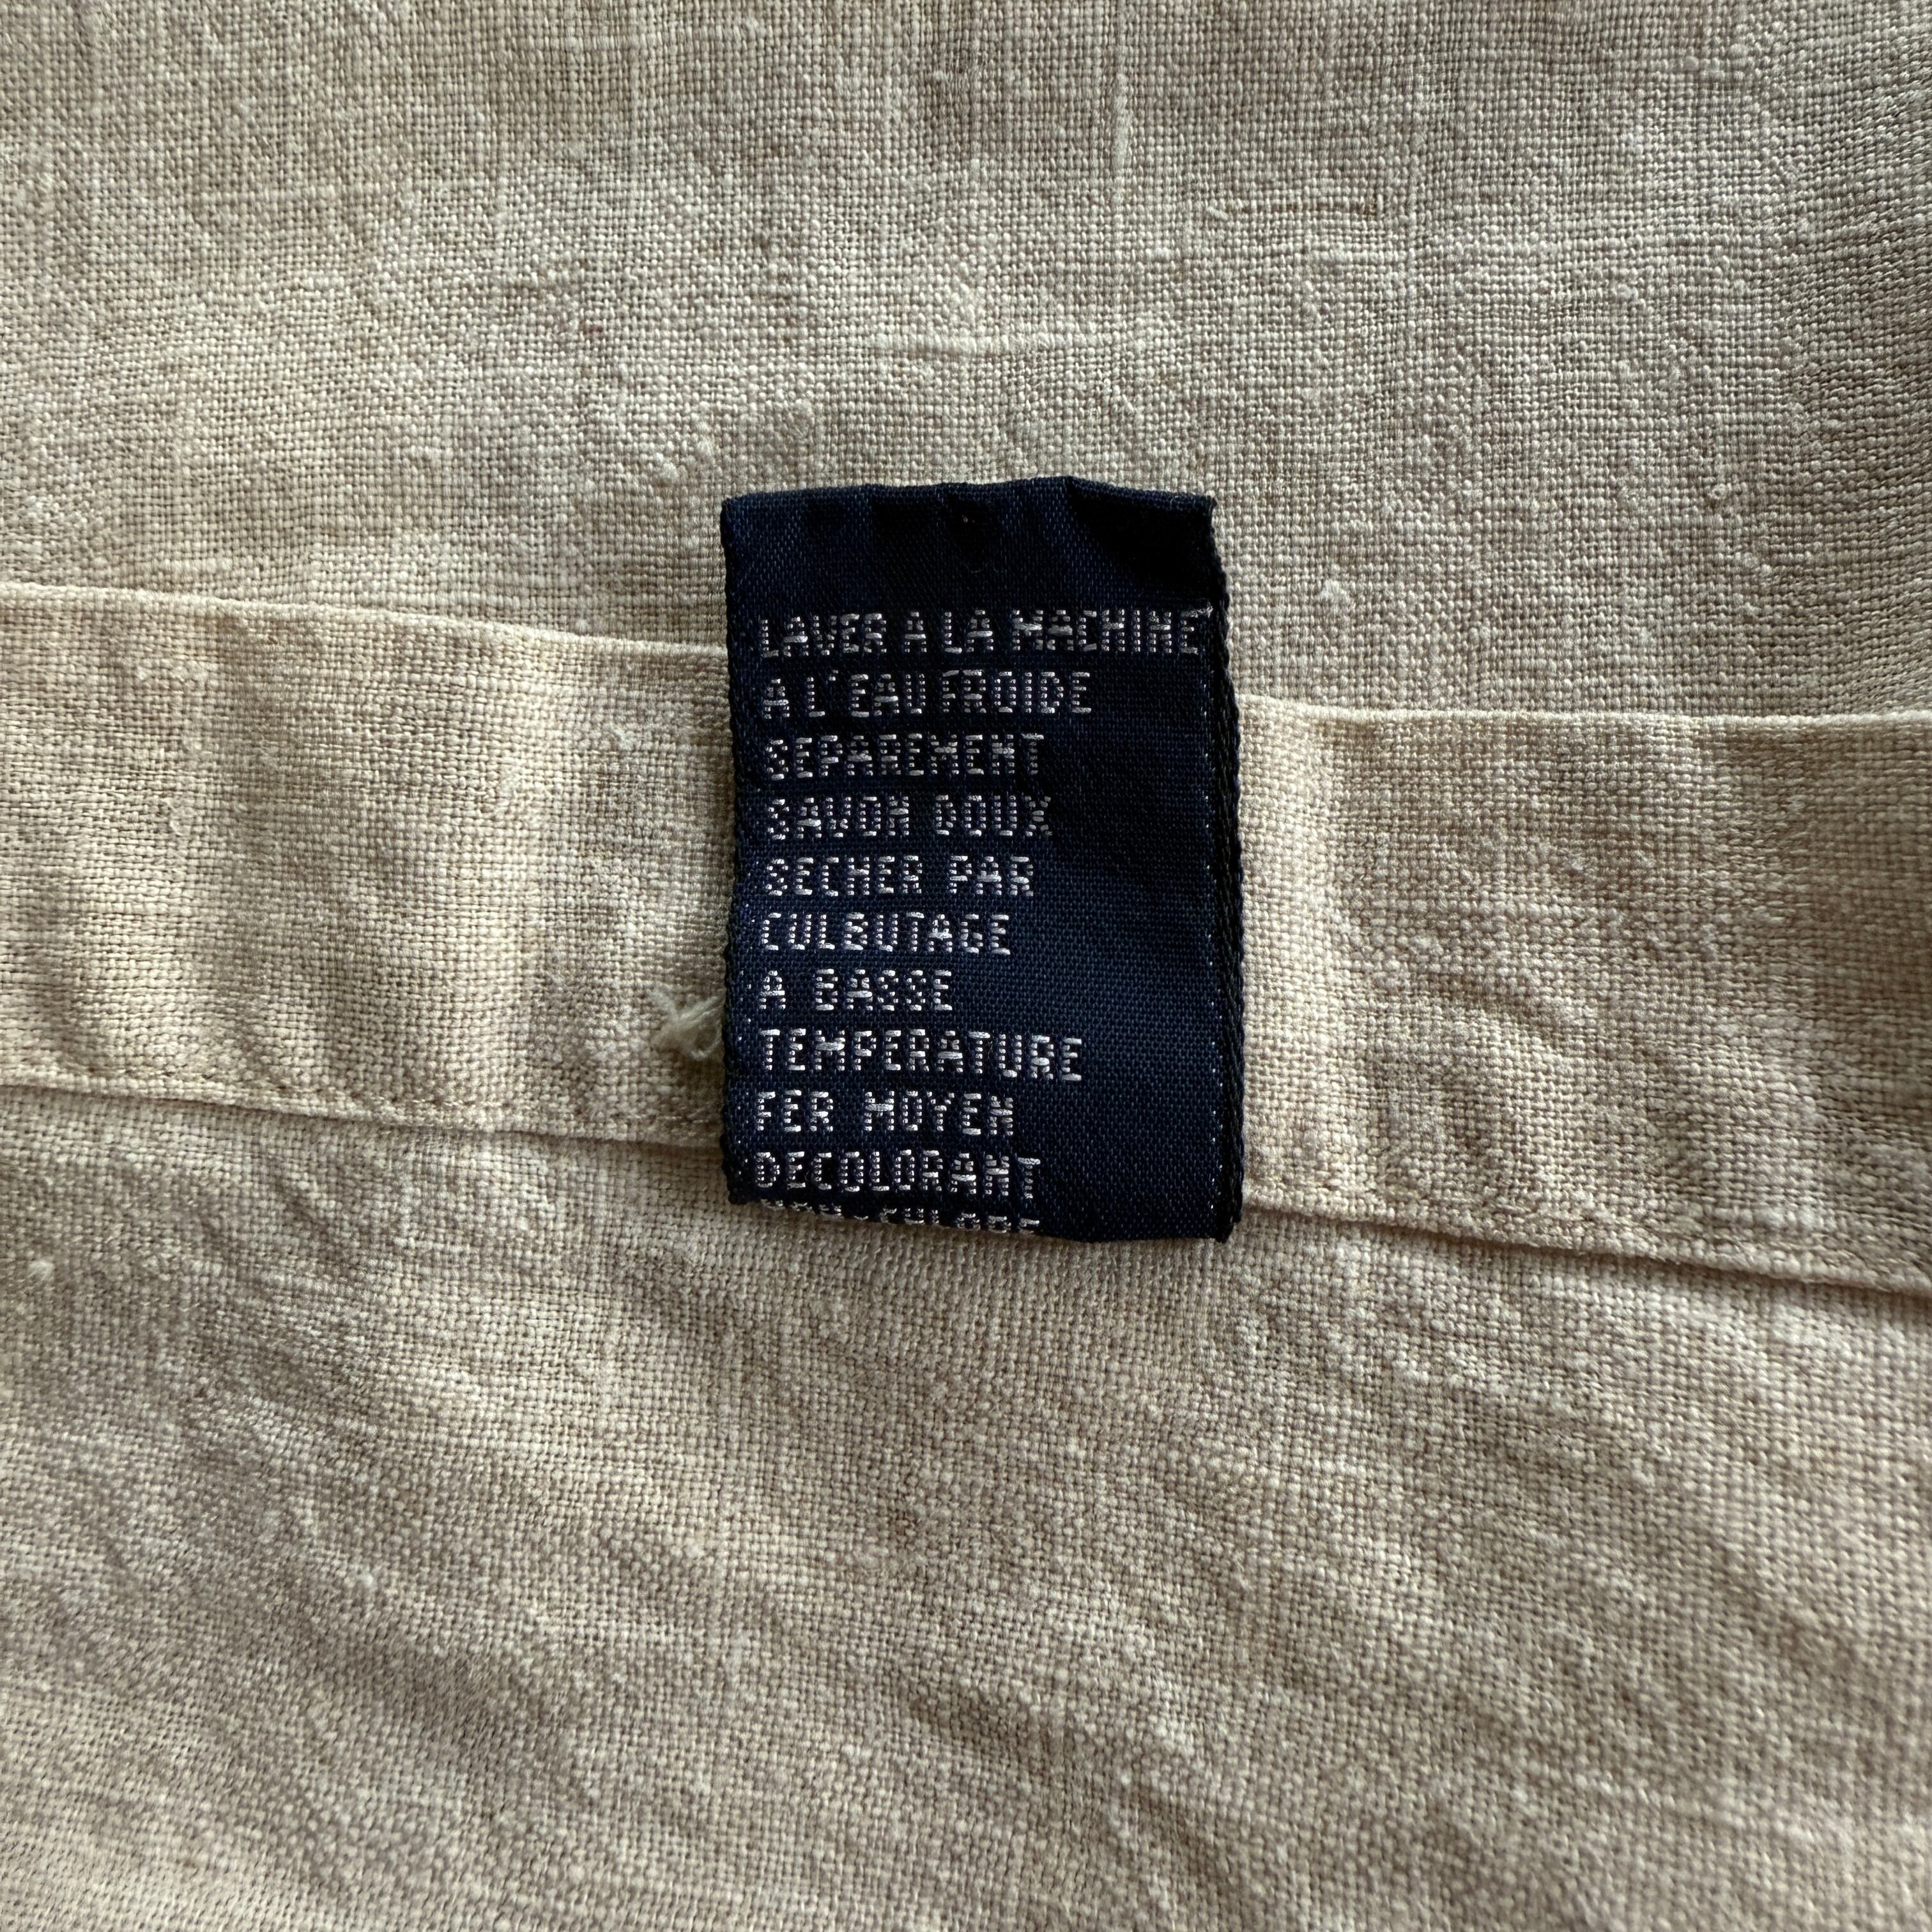 LAVER A LA MACHINE
A L'EAU FROIDE
SEPAREMENT
SAVON DOUX
SECHER PAR
CULBUTAGE
A BASSE
TEMPERATURE
FER MOYEN
DECOLORANT